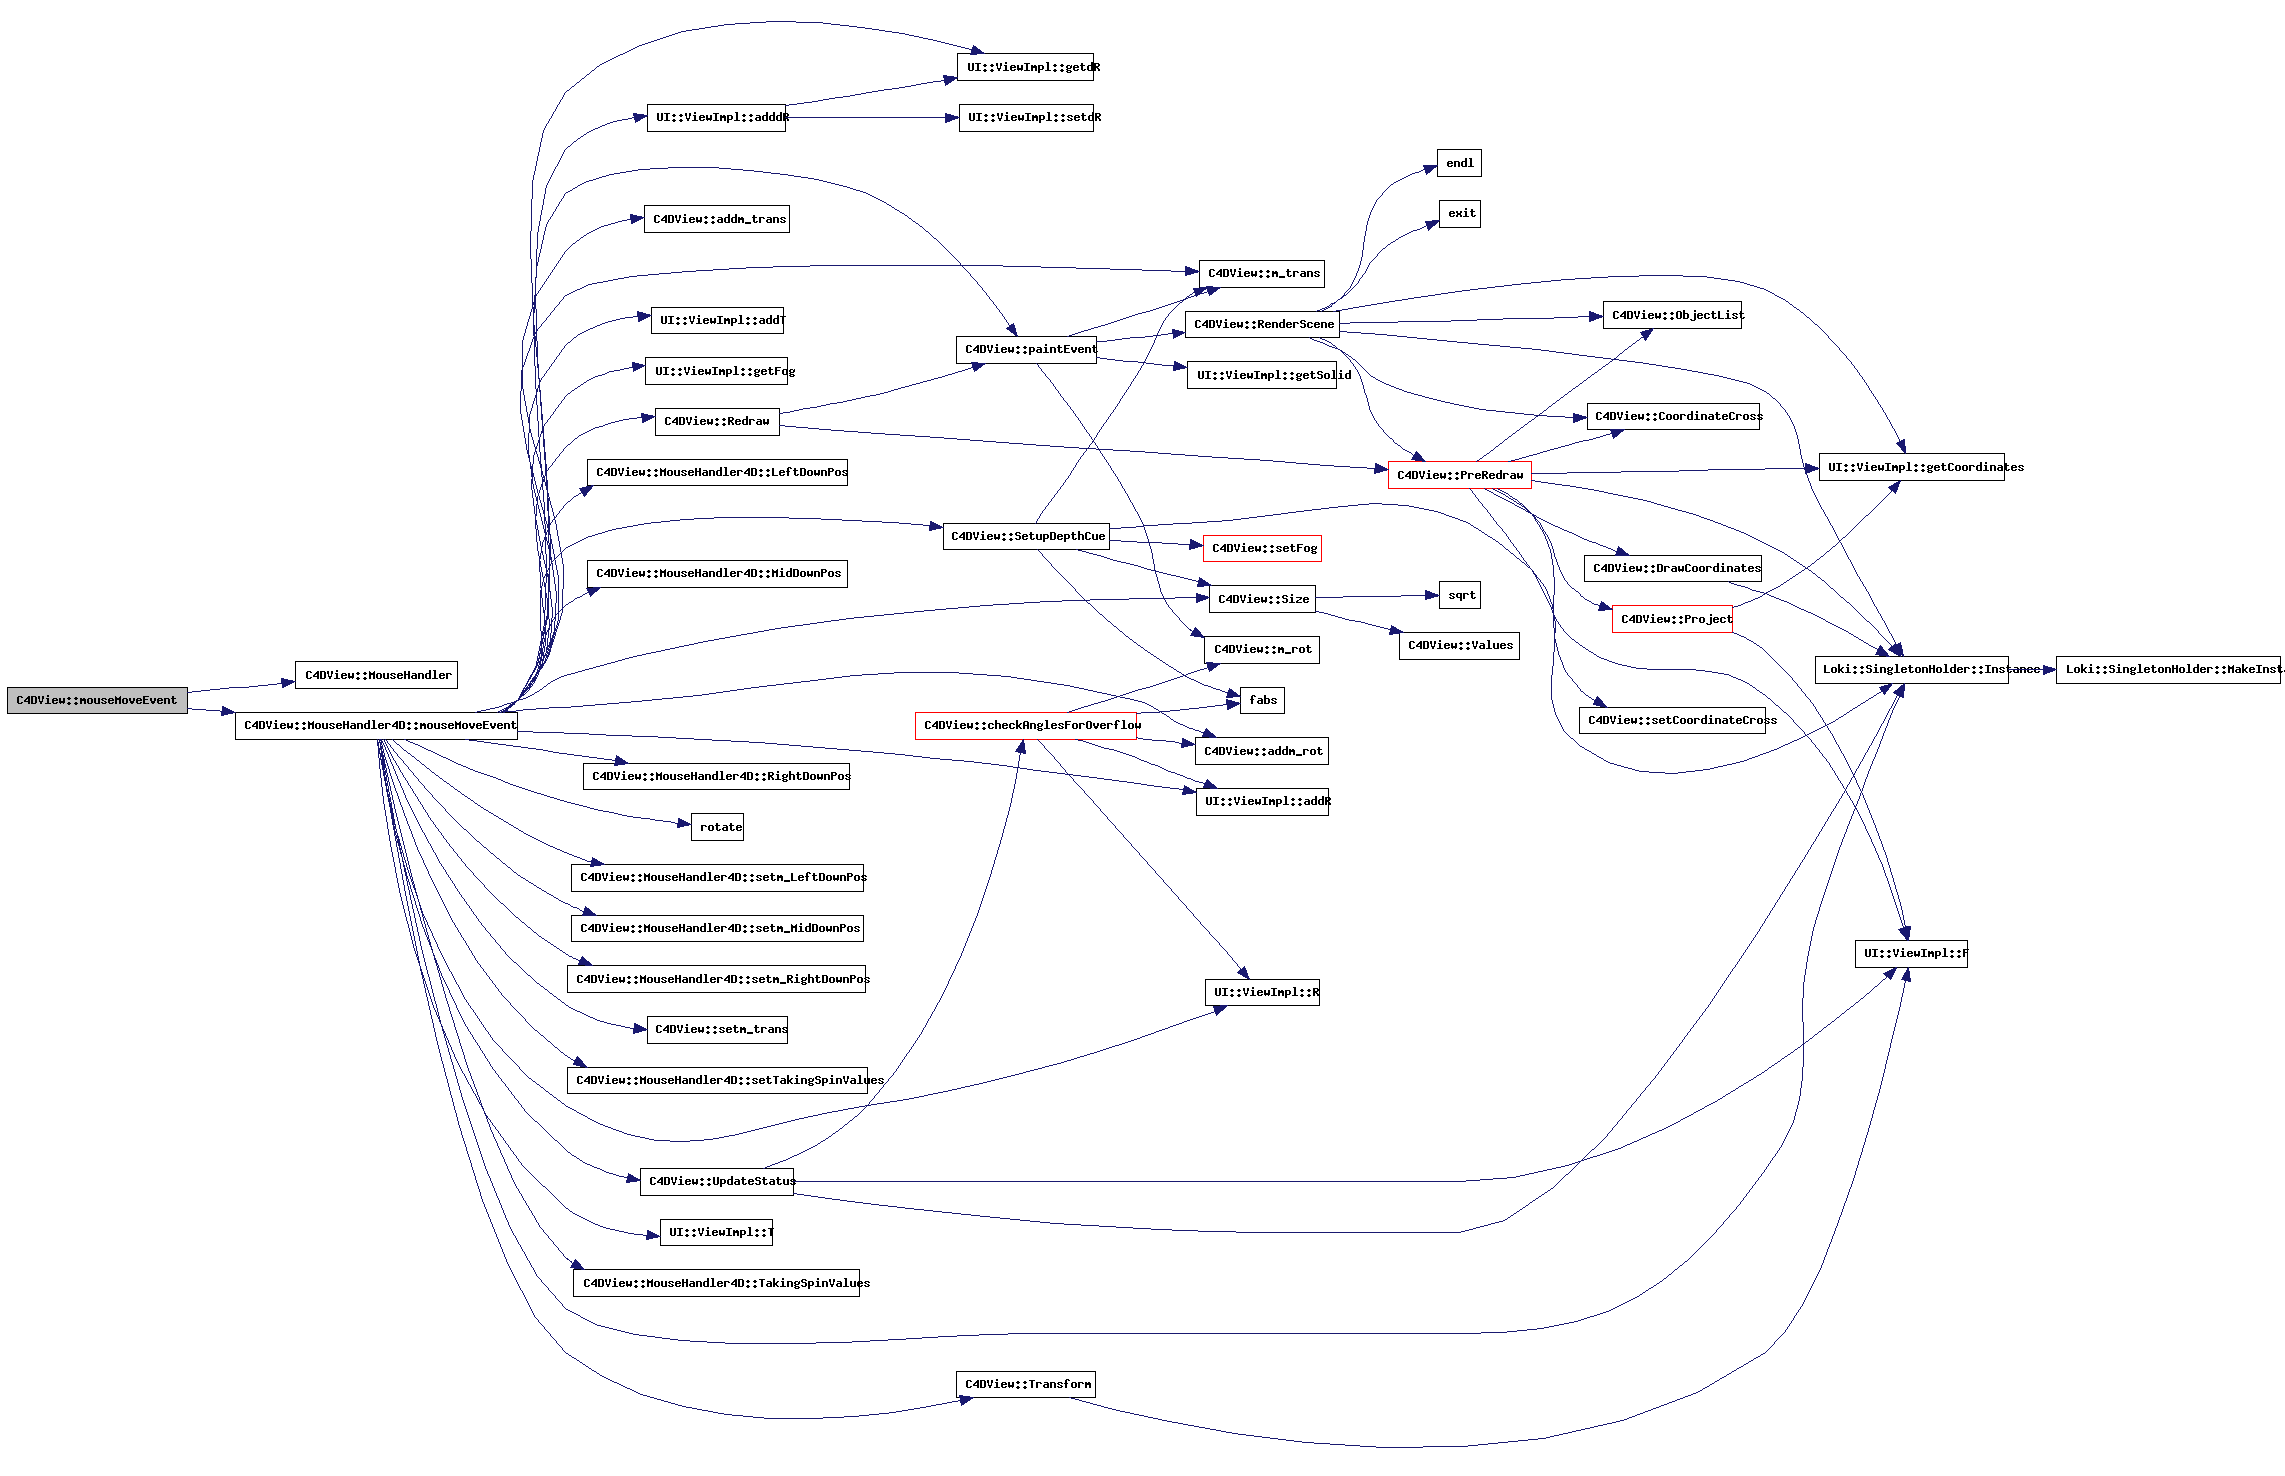 C4DView::mouseMoveEvent
C4DView::MouseHandler
C4DView::MouseHandler4D::mouseMoveEvent
UI::ViewImpl::adddR
C4DView::addm_trans
UI::ViewImpl::addT
UI::ViewImpl::getFog
C4DView::Redraw
C4DView::MouseHandler4D::LeftDownPos
C4DView::MouseHandler4D::MidDownPos
C4DView::MouseHandler4D::RightDownPos
rotate
C4DView::MouseHandler4D::setm_LeftDownPos
C4DView::MouseHandler4D::setm_MidDownPos
C4DView::MouseHandler4D::setm_RightDownPos
C4DView::setm_trans
C4DView::MouseHandler4D::setTakingSpinValues
C4DView::UpdateStatus
UI::ViewImpl::T
C4DView::MouseHandler4D::TakingSpinValues
UI::ViewImpl::getdR
UI::ViewImpl::setdR
C4DView::paintEvent
C4DView::SetupDepthCue
C4DView::checkAnglesForOverflow
C4DView::Transform
C4DView::m_trans
C4DView::RenderScene
UI::ViewImpl::getSolid
C4DView::setFog
C4DView::Size
C4DView::m_rot
fabs
C4DView::addm_rot
UI::ViewImpl::addR
UI::ViewImpl::R
endl
exit
C4DView::PreRedraw
sqrt
C4DView::Values
C4DView::ObjectList
C4DView::CoordinateCross
C4DView::DrawCoordinates
C4DView::Project
C4DView::setCoordinateCross
UI::ViewImpl::getCoordinates
Loki::SingletonHolder::Instance
UI::ViewImpl::F
Loki::SingletonHolder::MakeInst